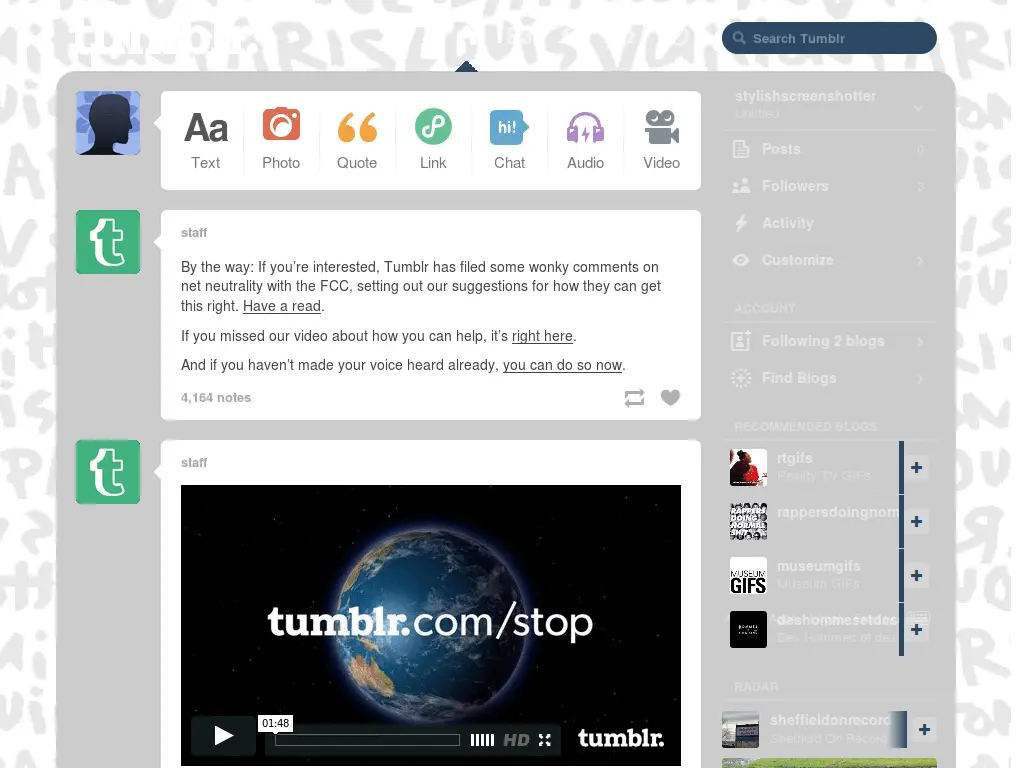 tumblr.
Search Tumblr
Aa
hi!
Text
Photo
Quote
Link
Chat
Audio
Video
staff
By the way: If you're interested, Tumblr has filed some wonky comments on
net neutrality with the FCC, setting out our suggestions for how they can get
this right. Have a read.
If you missed our video about how you can help, it's right here.
And if you haven't made your voice heard already, you can do so now.
4,164 notes
staff
tumblr.com/stop
01:48
HD
tumblr.
stylishscreenshotter
Untitled
Posts 0
Followers 3
Activity
Customize
ACCOUNT
Following 2 blogs
Find Blogs
RECOMMENDED BLOGS
rtgifs
Reality TV GIFs
RAPPERS
DOING
NORMAL
SHIT
rappersdoingnorm
MUSEUM
GIFS
museumgifs
Museum GIFs
deshommesetdes
Des Hommes et des
RADAR
sheffieldonrecord
Sheffield On Record